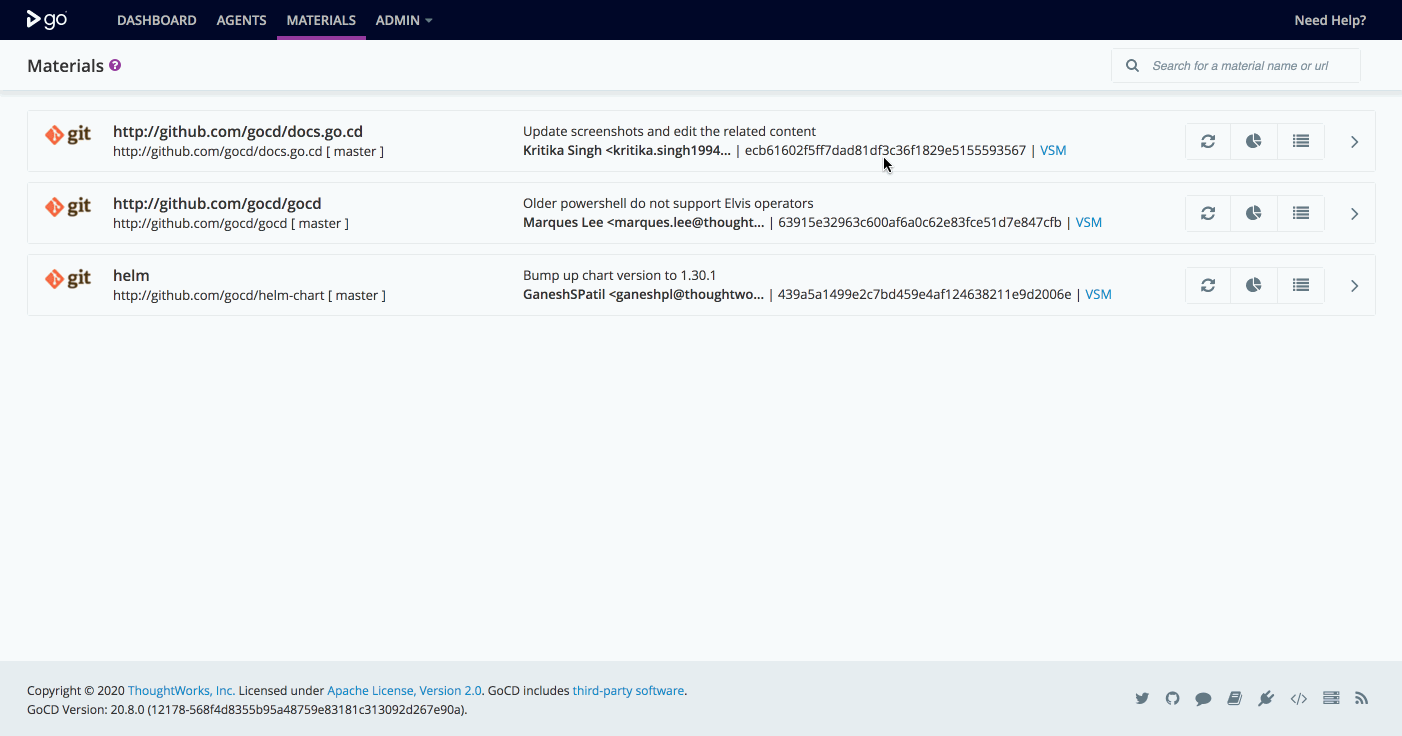 go
DASHBOARD AGENTS MATERIALS ADMIN Need Help?
Materials ?
Search for a material name or url
git
http://github.com/gocd/docs.go.cd
http://github.com/gocd/docs.go.cd [ master ]
Update screenshots and edit the related content
Kritika Singh <kritika.singh1994... | ecb61602f5ff7dad81df3c36f1829e5155593567 | VSM
git
http://github.com/gocd/gocd
http://github.com/gocd/gocd [ master ]
Older powershell do not support Elvis operators
Marques Lee <marques.lee@thought... | 63915e32963c600af6a0c62e83fce51d7e847cfb | VSM
git
helm
http://github.com/gocd/helm-chart [ master ]
Bump up chart version to 1.30.1
GaneshSPatil <ganeshpl@thoughtwo... | 439a5a1499e2c7bd459e4af124638211e9d2006e | VSM
Copyright © 2020 ThoughtWorks, Inc. Licensed under Apache License, Version 2.0. GoCD includes third-party software.
GoCD Version: 20.8.0 (12178-568f4d8355b95a48759e83181c313092d267e90a).